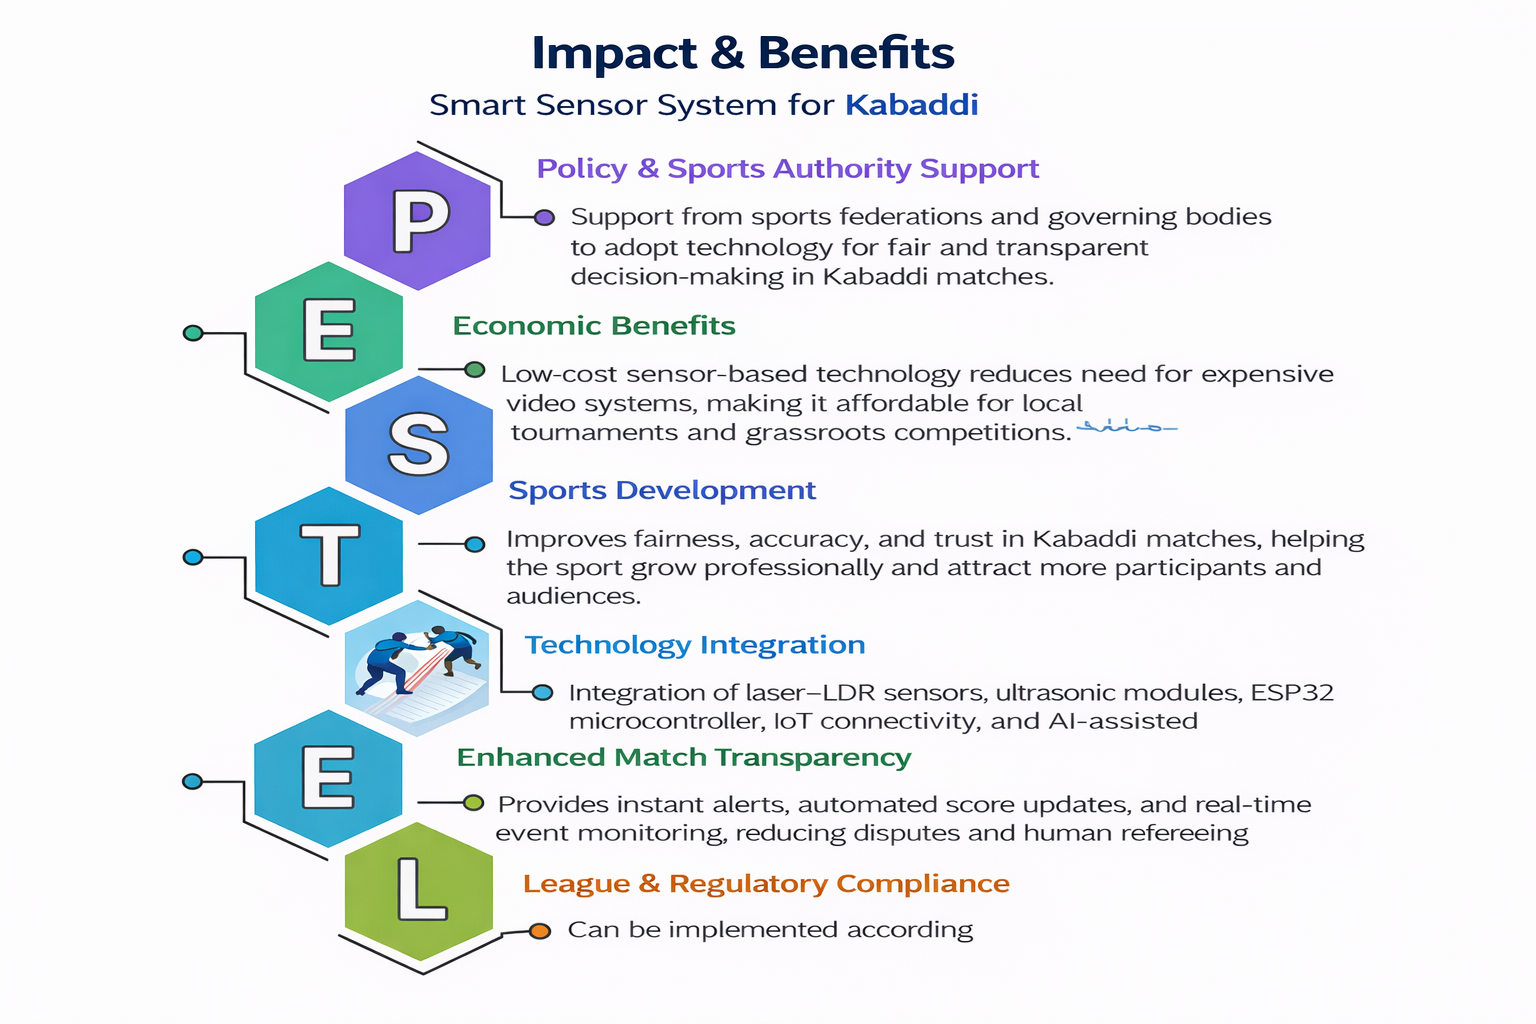 Impact & Benefits
Smart Sensor System for Kabaddi
P
Policy & Sports Authority Support
Support from sports federations and governing bodies
to adopt technology for fair and transparent
decision-making in Kabaddi matches.
E
Economic Benefits
Low-cost sensor-based technology reduces need for expensive
video systems, making it affordable for local
tournaments and grassroots competitions.
S
Sports Development
Improves fairness, accuracy, and trust in Kabaddi matches, helping
the sport grow professionally and attract more participants and
audiences.
T
Technology Integration
Integration of laser–LDR sensors, ultrasonic modules, ESP32
microcontroller, IoT connectivity, and AI-assisted
E
Enhanced Match Transparency
Provides instant alerts, automated score updates, and real-time
event monitoring, reducing disputes and human refereeing
L
League & Regulatory Compliance
Can be implemented according